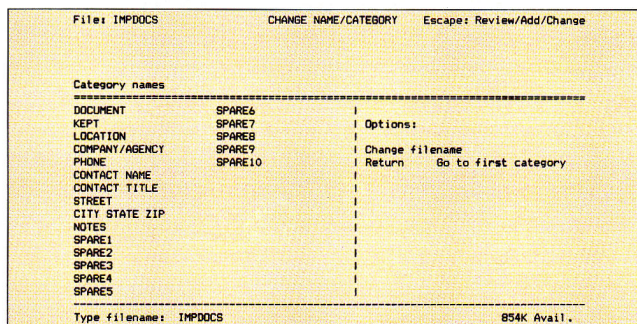 File: IMPDOCS CHANGE NAME/CATEGORY Escape: Review/Add/Change
Category names
DOCUMENT SPARE6
KEPT SPARE7 Options:
LOCATION SPARE8
COMPANY/AGENCY SPARE9 Change filename
PHONE SPARE10 Return Go to first category
CONTACT NAME
CONTACT TITLE
STREET
CITY STATE ZIP
NOTES
SPARE1
SPARE2
SPARE3
SPARE4
SPARE5
Type filename: IMPDOCS 854K Avail.